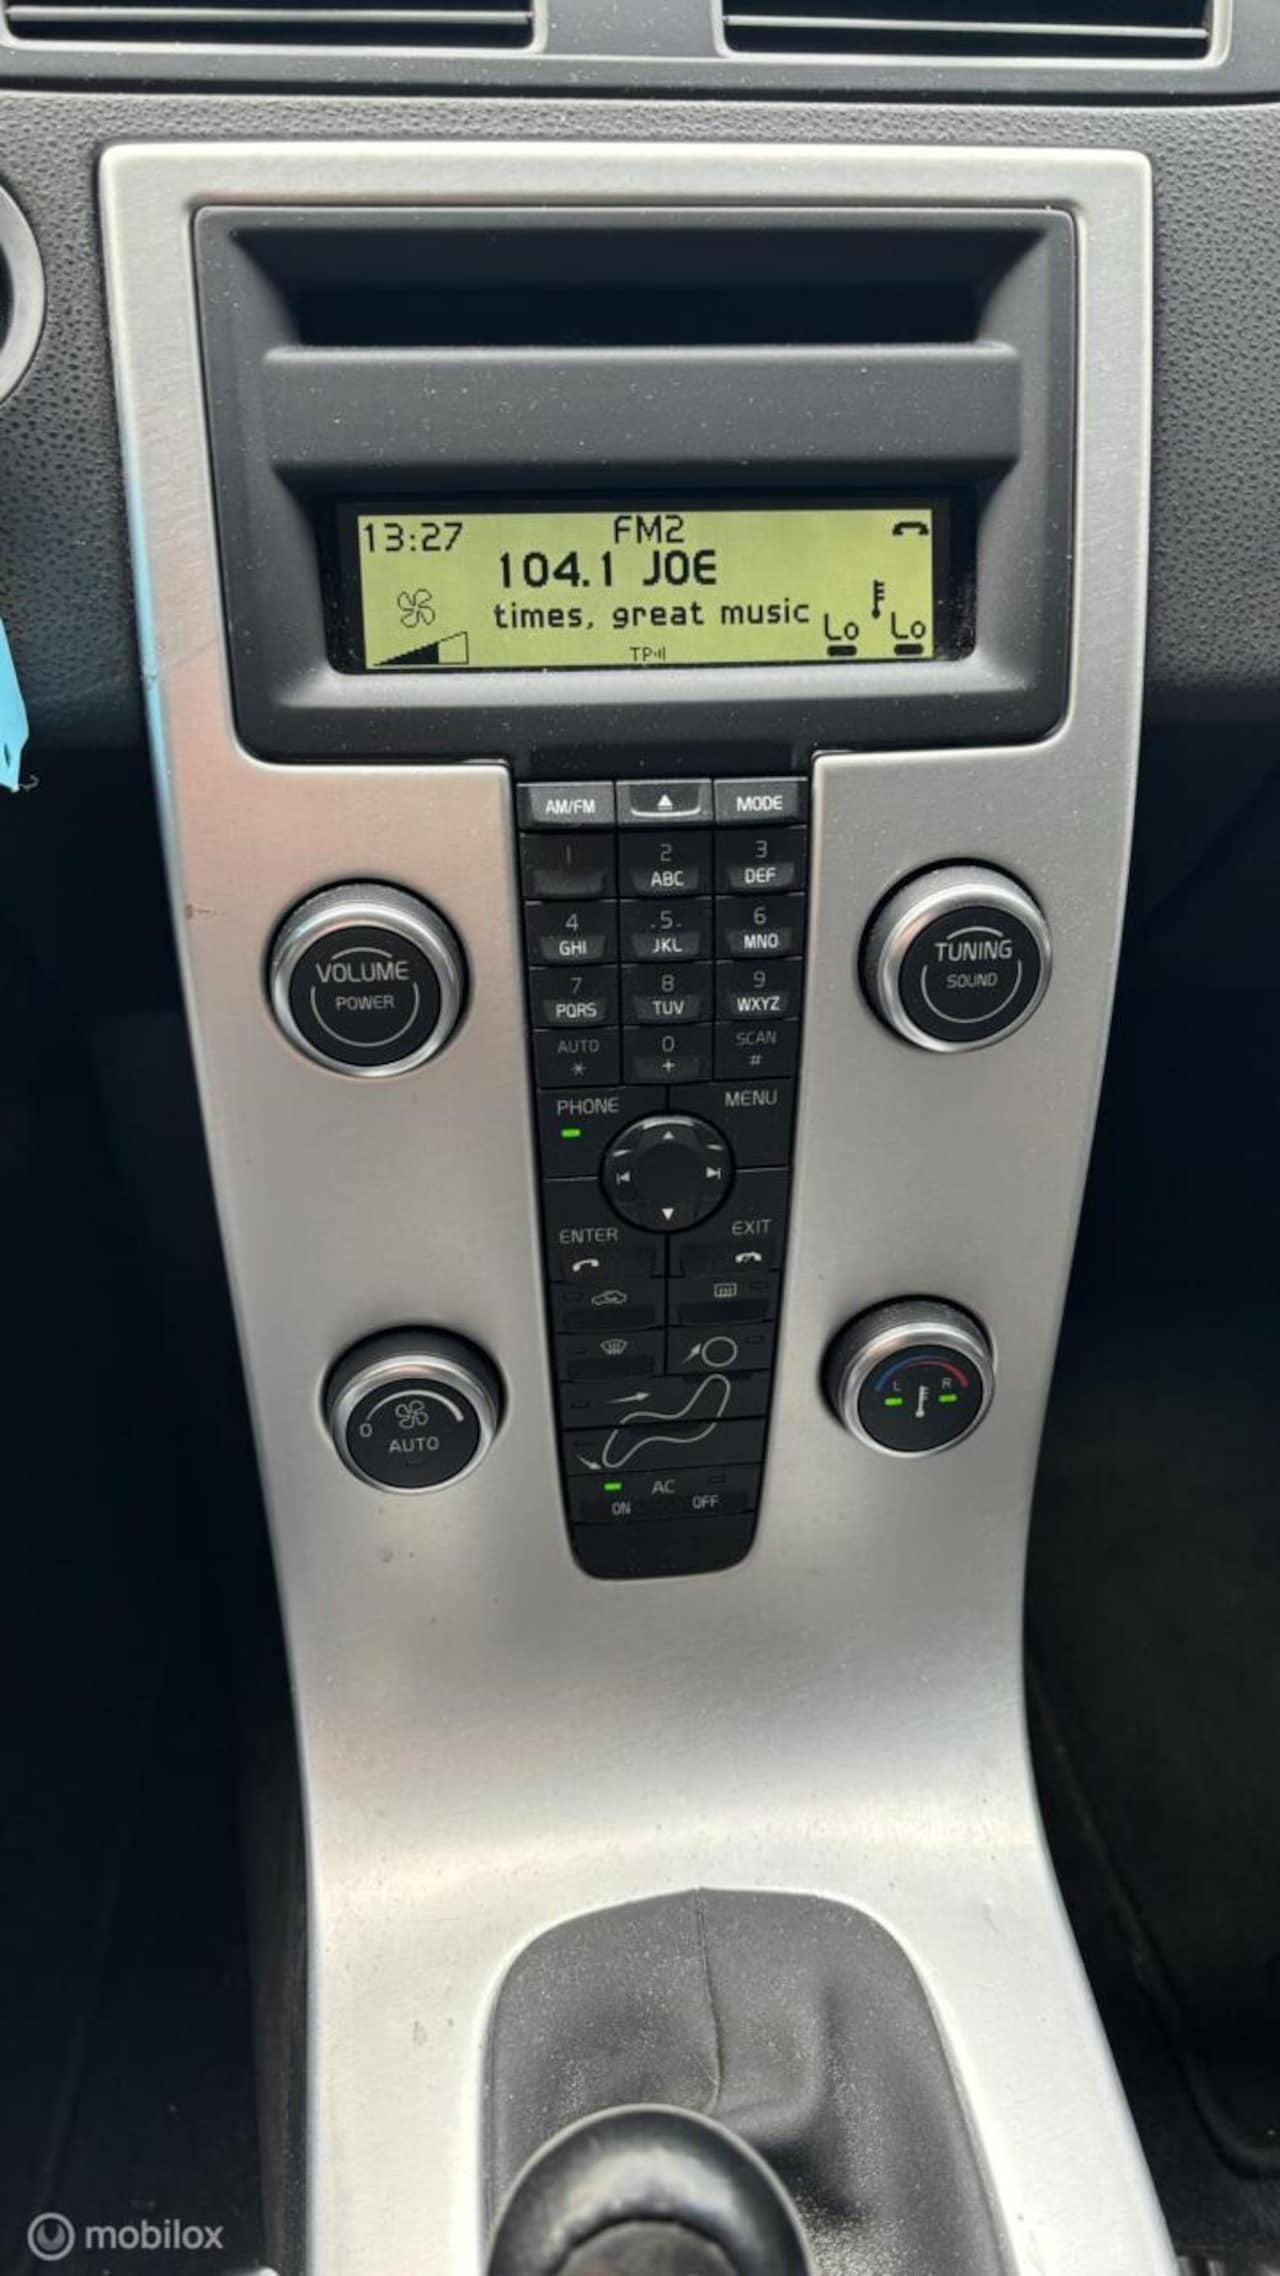 13:27 FM2
104.1 JOE
times, great music
Lo Lo
TP
AM/FM MODE
1 2 3
ABC DEF
4 5 6
GHI JKL MNO
7 8 9
PQRS TUV WXYZ
AUTO 0 SCAN
* + #
VOLUME
POWER
TUNING
SOUND
PHONE MENU
ENTER EXIT
0
AUTO
L R
AC
ON OFF
mobilox